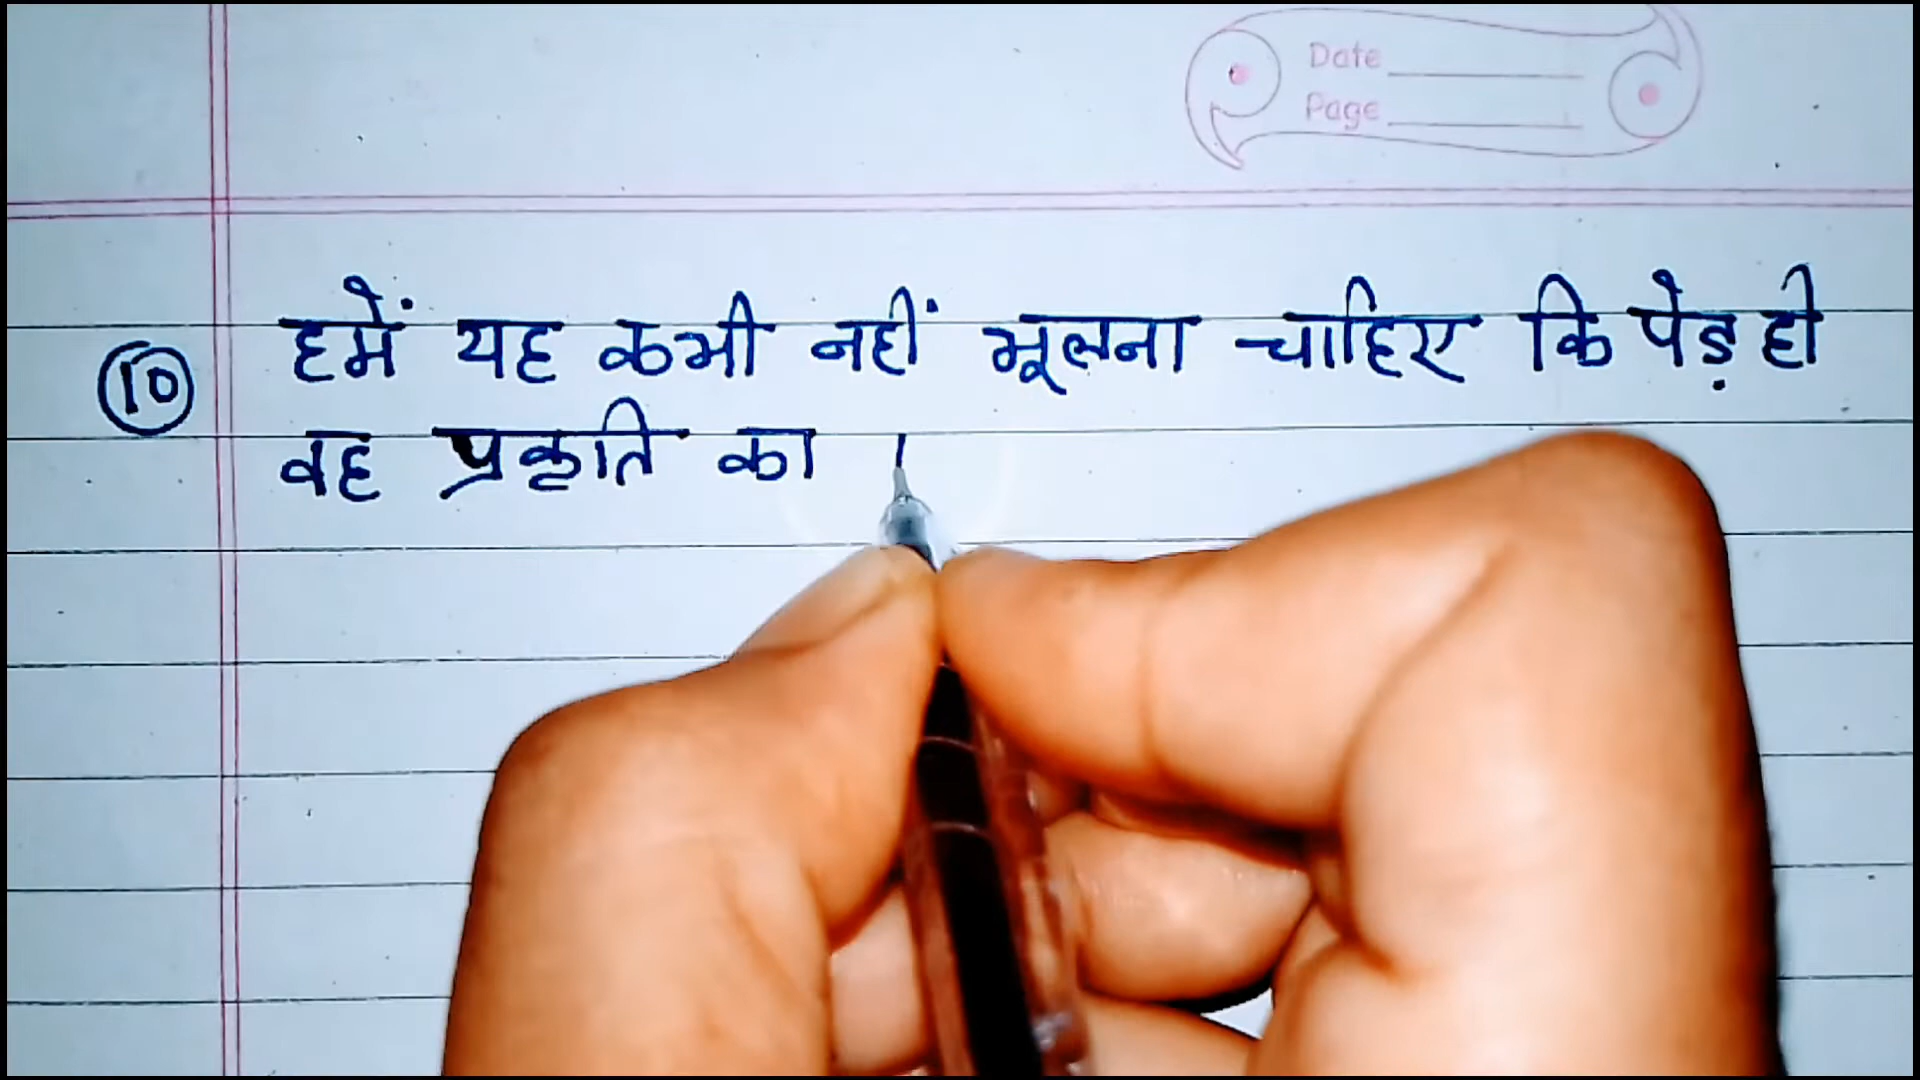 Date
Page
10 हमें यह कभी नहीं भूलना चाहिए कि पेड़ ही
वह प्रकृति का